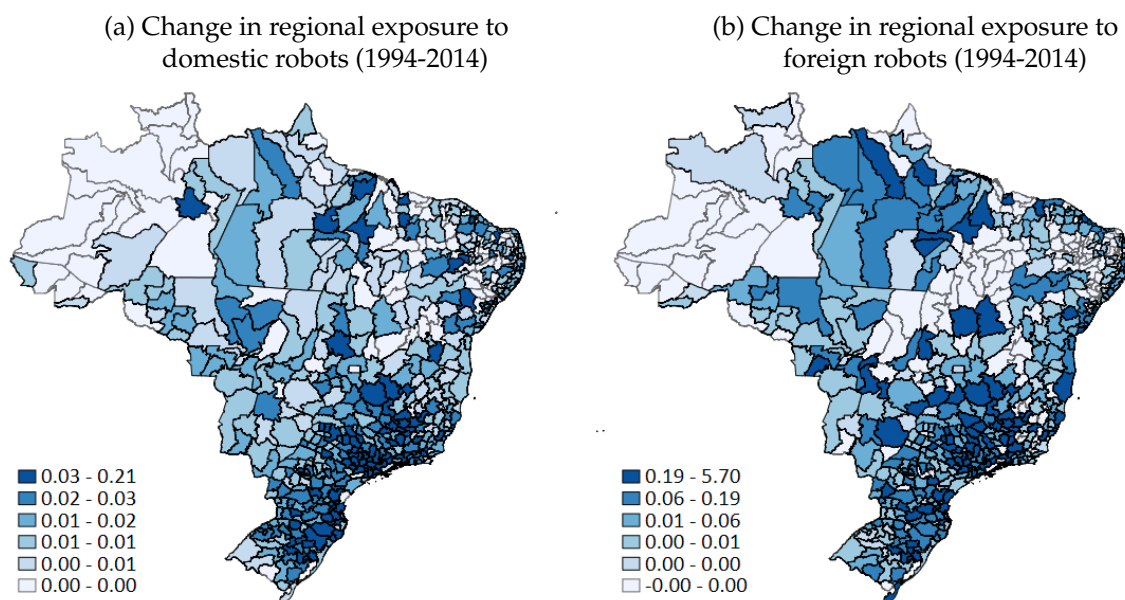 (a) Change in regional exposure to
domestic robots (1994-2014)
0.03 - 0.21
0.02 - 0.03
0.01 - 0.02
0.01 - 0.01
0.00 - 0.01
0.00 - 0.00
(b) Change in regional exposure to
foreign robots (1994-2014)
0.19 - 5.70
0.06 - 0.19
0.01 - 0.06
0.00 - 0.01
0.00 - 0.00
-0.00 - 0.00